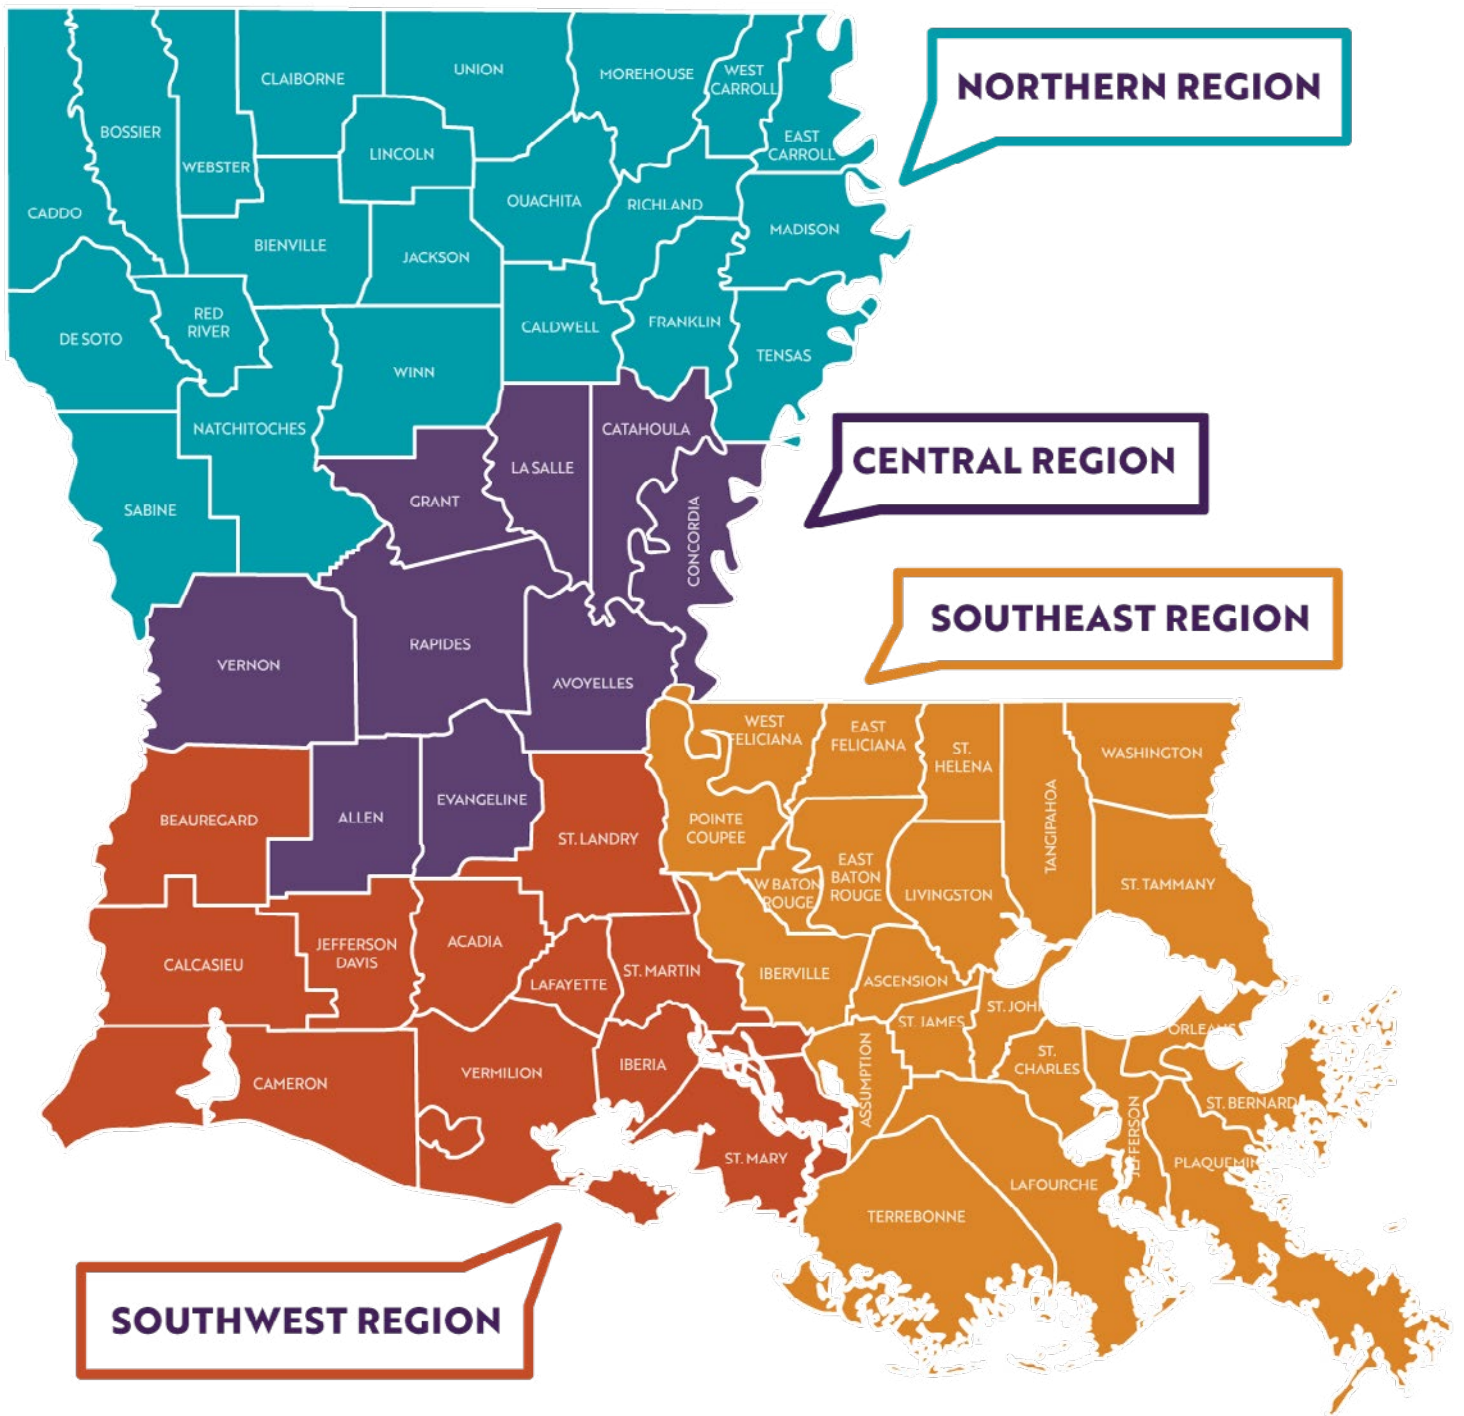 NORTHERN REGION
CLAIBORNE
UNION
MOREHOUSE
WEST
CARROLL
BOSSIER
WEBSTER
LINCOLN
EAST
CARROLL
CADDO
OUACHITA
RICHLAND
MADISON
BIENVILLE
JACKSON
DE SOTO
RED
RIVER
CALDWELL
FRANKLIN
TENSAS
WINN
NATCHITOCHES
SABINE
CENTRAL REGION
CATAHOULA
LA SALLE
GRANT
CONCORDIA
VERNON
RAPIDES
AVOYELLES
ALLEN
EVANGELINE
SOUTHEAST REGION
WEST
FELICIANA
EAST
FELICIANA
ST.
HELENA
TANGIPAHOA
WASHINGTON
POINTE
COUPEE
W BATON
ROUGE
EAST
BATON
ROUGE
LIVINGSTON
ST. TAMMANY
IBERVILLE
ASCENSION
ST. JOHN
ST. JAMES
ORLEANS
ASSUMPTION
ST.
CHARLES
JEFFERSON
ST. BERNARD
PLAQUEMIN
LAFOURCHE
TERREBONNE
BEAUREGARD
ST. LANDRY
CALCASIEU
JEFFERSON
DAVIS
ACADIA
LAFAYETTE
ST. MARTIN
CAMERON
VERMILION
IBERIA
ST. MARY
SOUTHWEST REGION